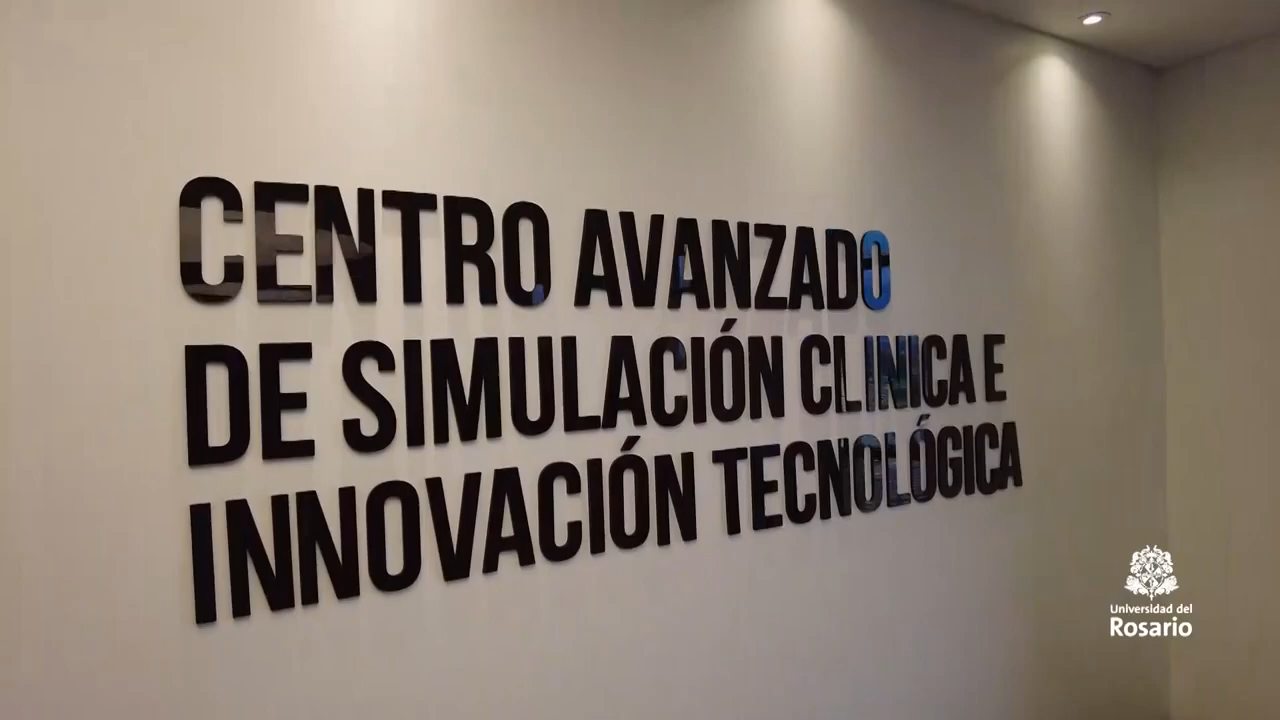 CENTRO AVANZADO
DE SIMULACIÓN CLINICA E
INNOVACIÓN TECNOLÓGICA
Universidad del
Rosario